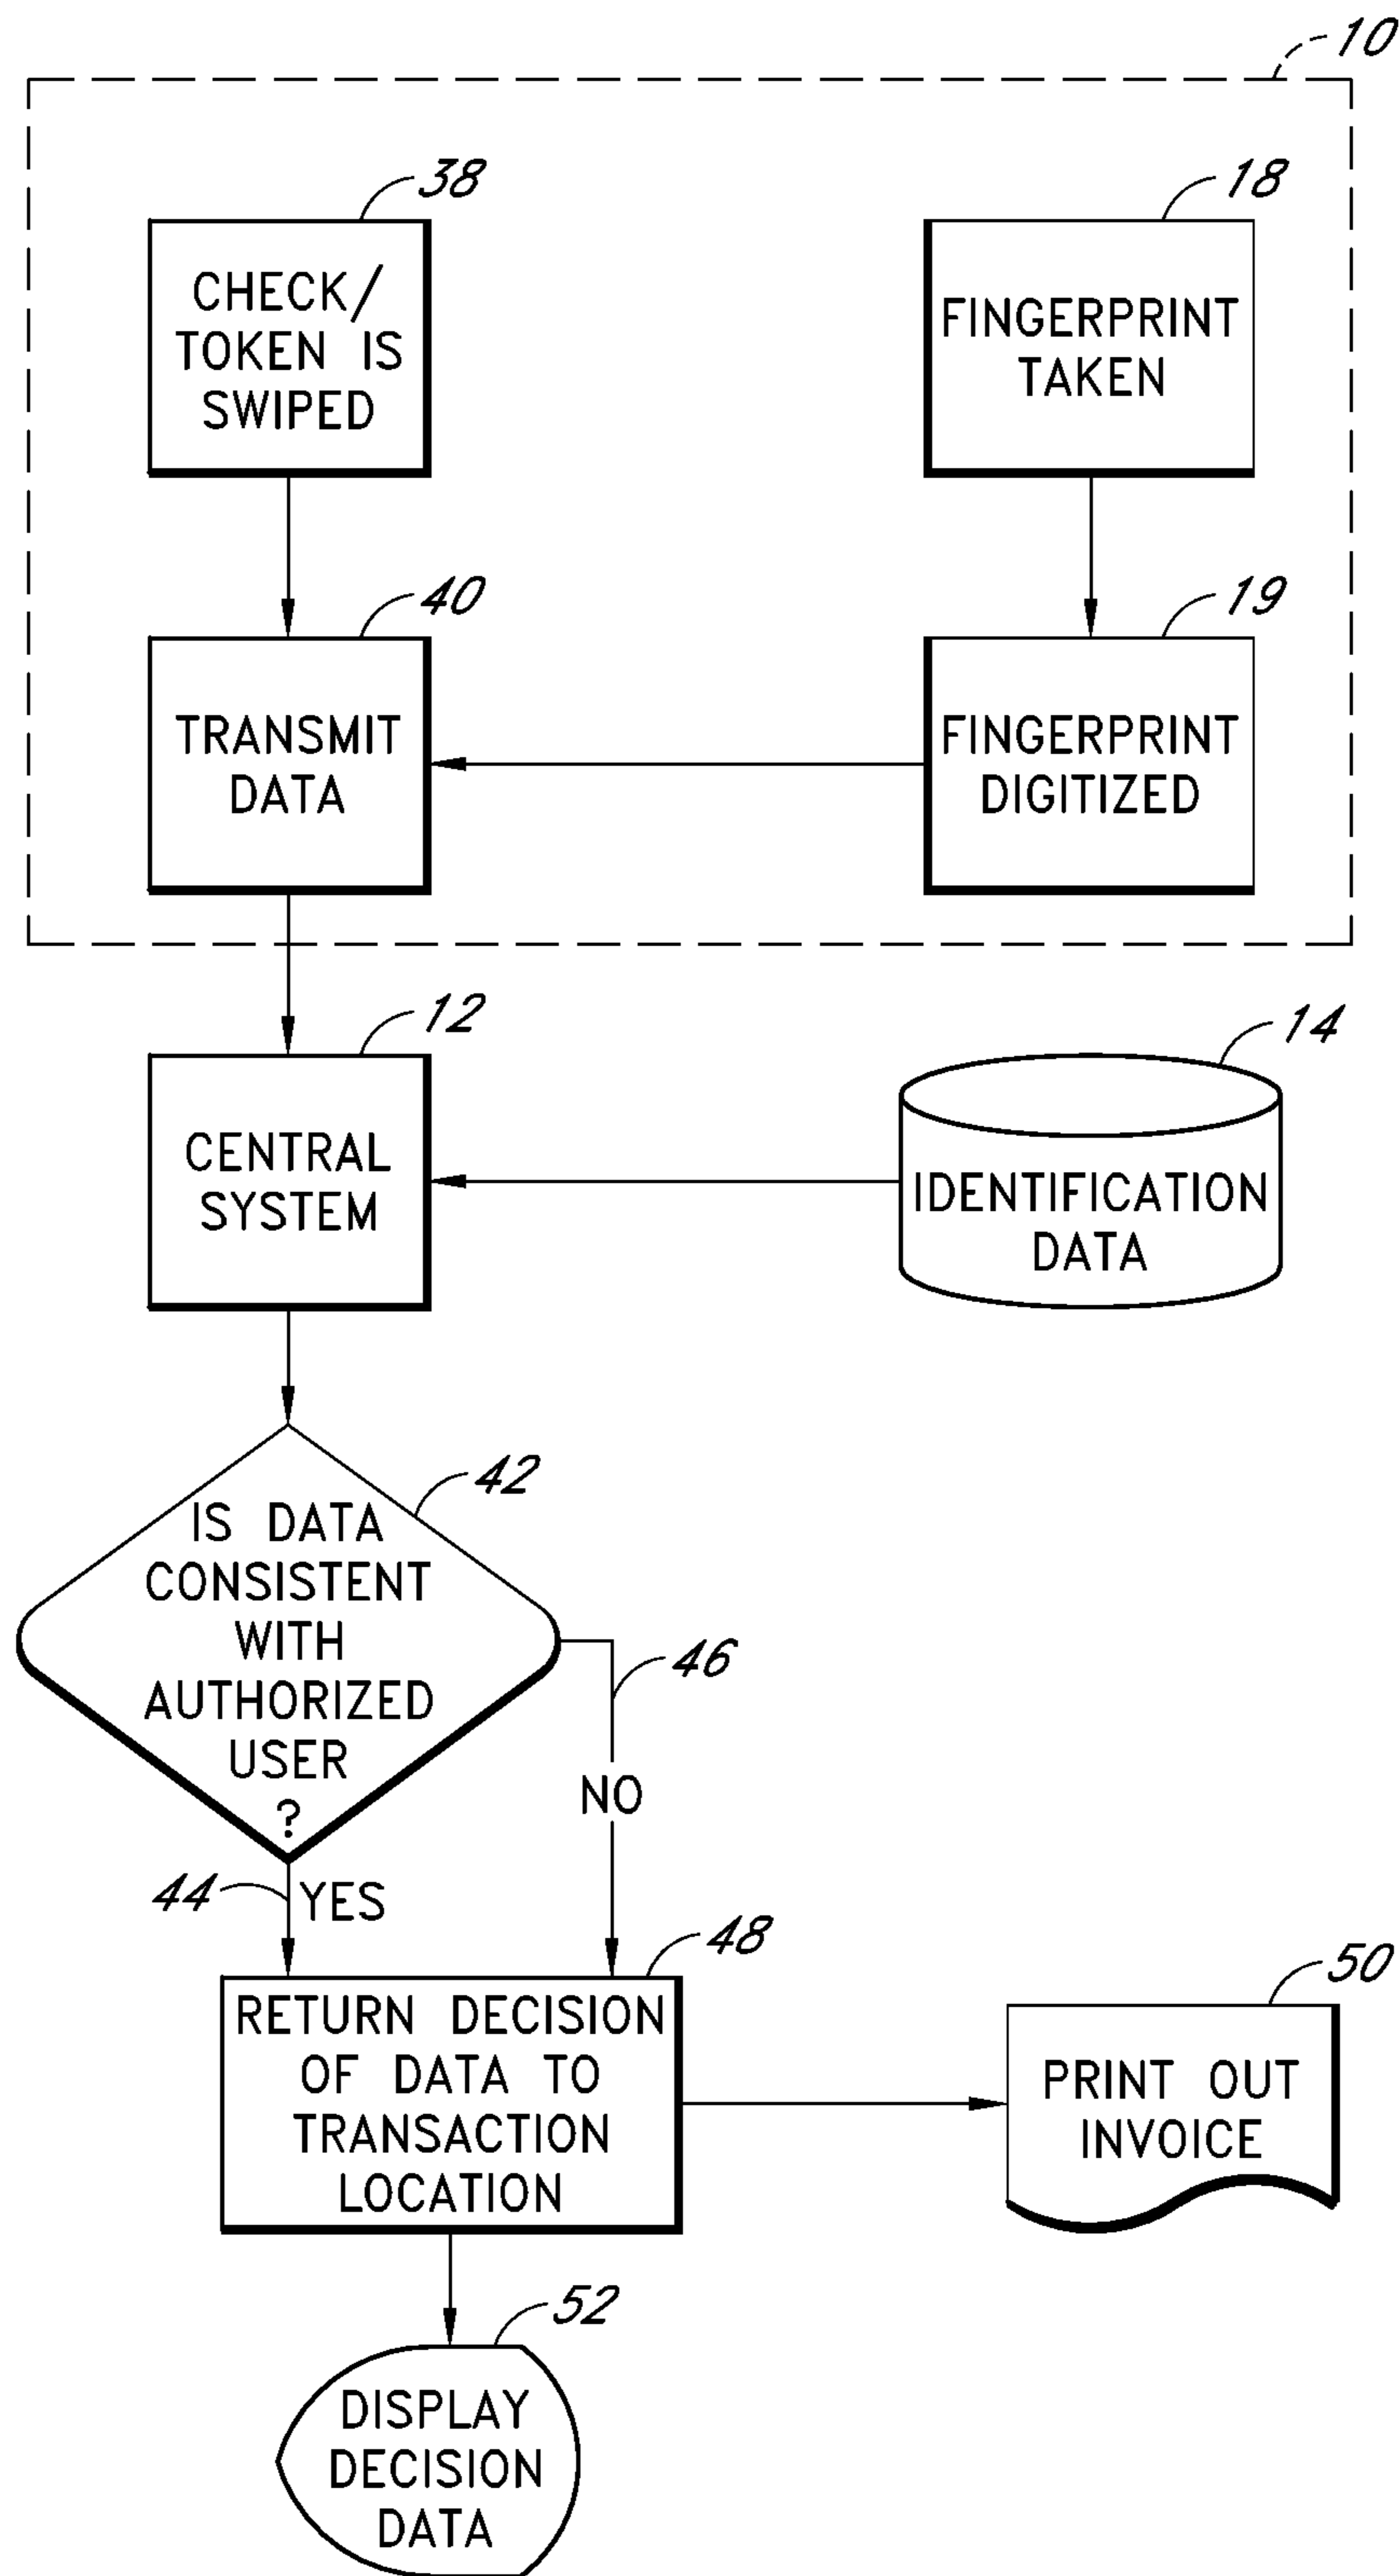 10
38
18
CHECK/
TOKEN IS
SWIPED
FINGERPRINT
TAKEN
40
19
TRANSMIT
DATA
FINGERPRINT
DIGITIZED
12
14
CENTRAL
SYSTEM
IDENTIFICATION
DATA
42
IS DATA
CONSISTENT
WITH
AUTHORIZED
USER
?
46
NO
44
YES
48
50
RETURN DECISION
OF DATA TO
TRANSACTION
LOCATION
PRINT OUT
INVOICE
52
DISPLAY
DECISION
DATA